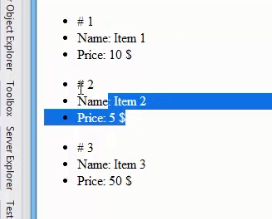 Object Explorer
Toolbox
Server Explorer
# 1
Name: Item 1
Price: 10 $
# 2
Name: Item 2
Price: 5 $
# 3
Name: Item 3
Price: 50 $